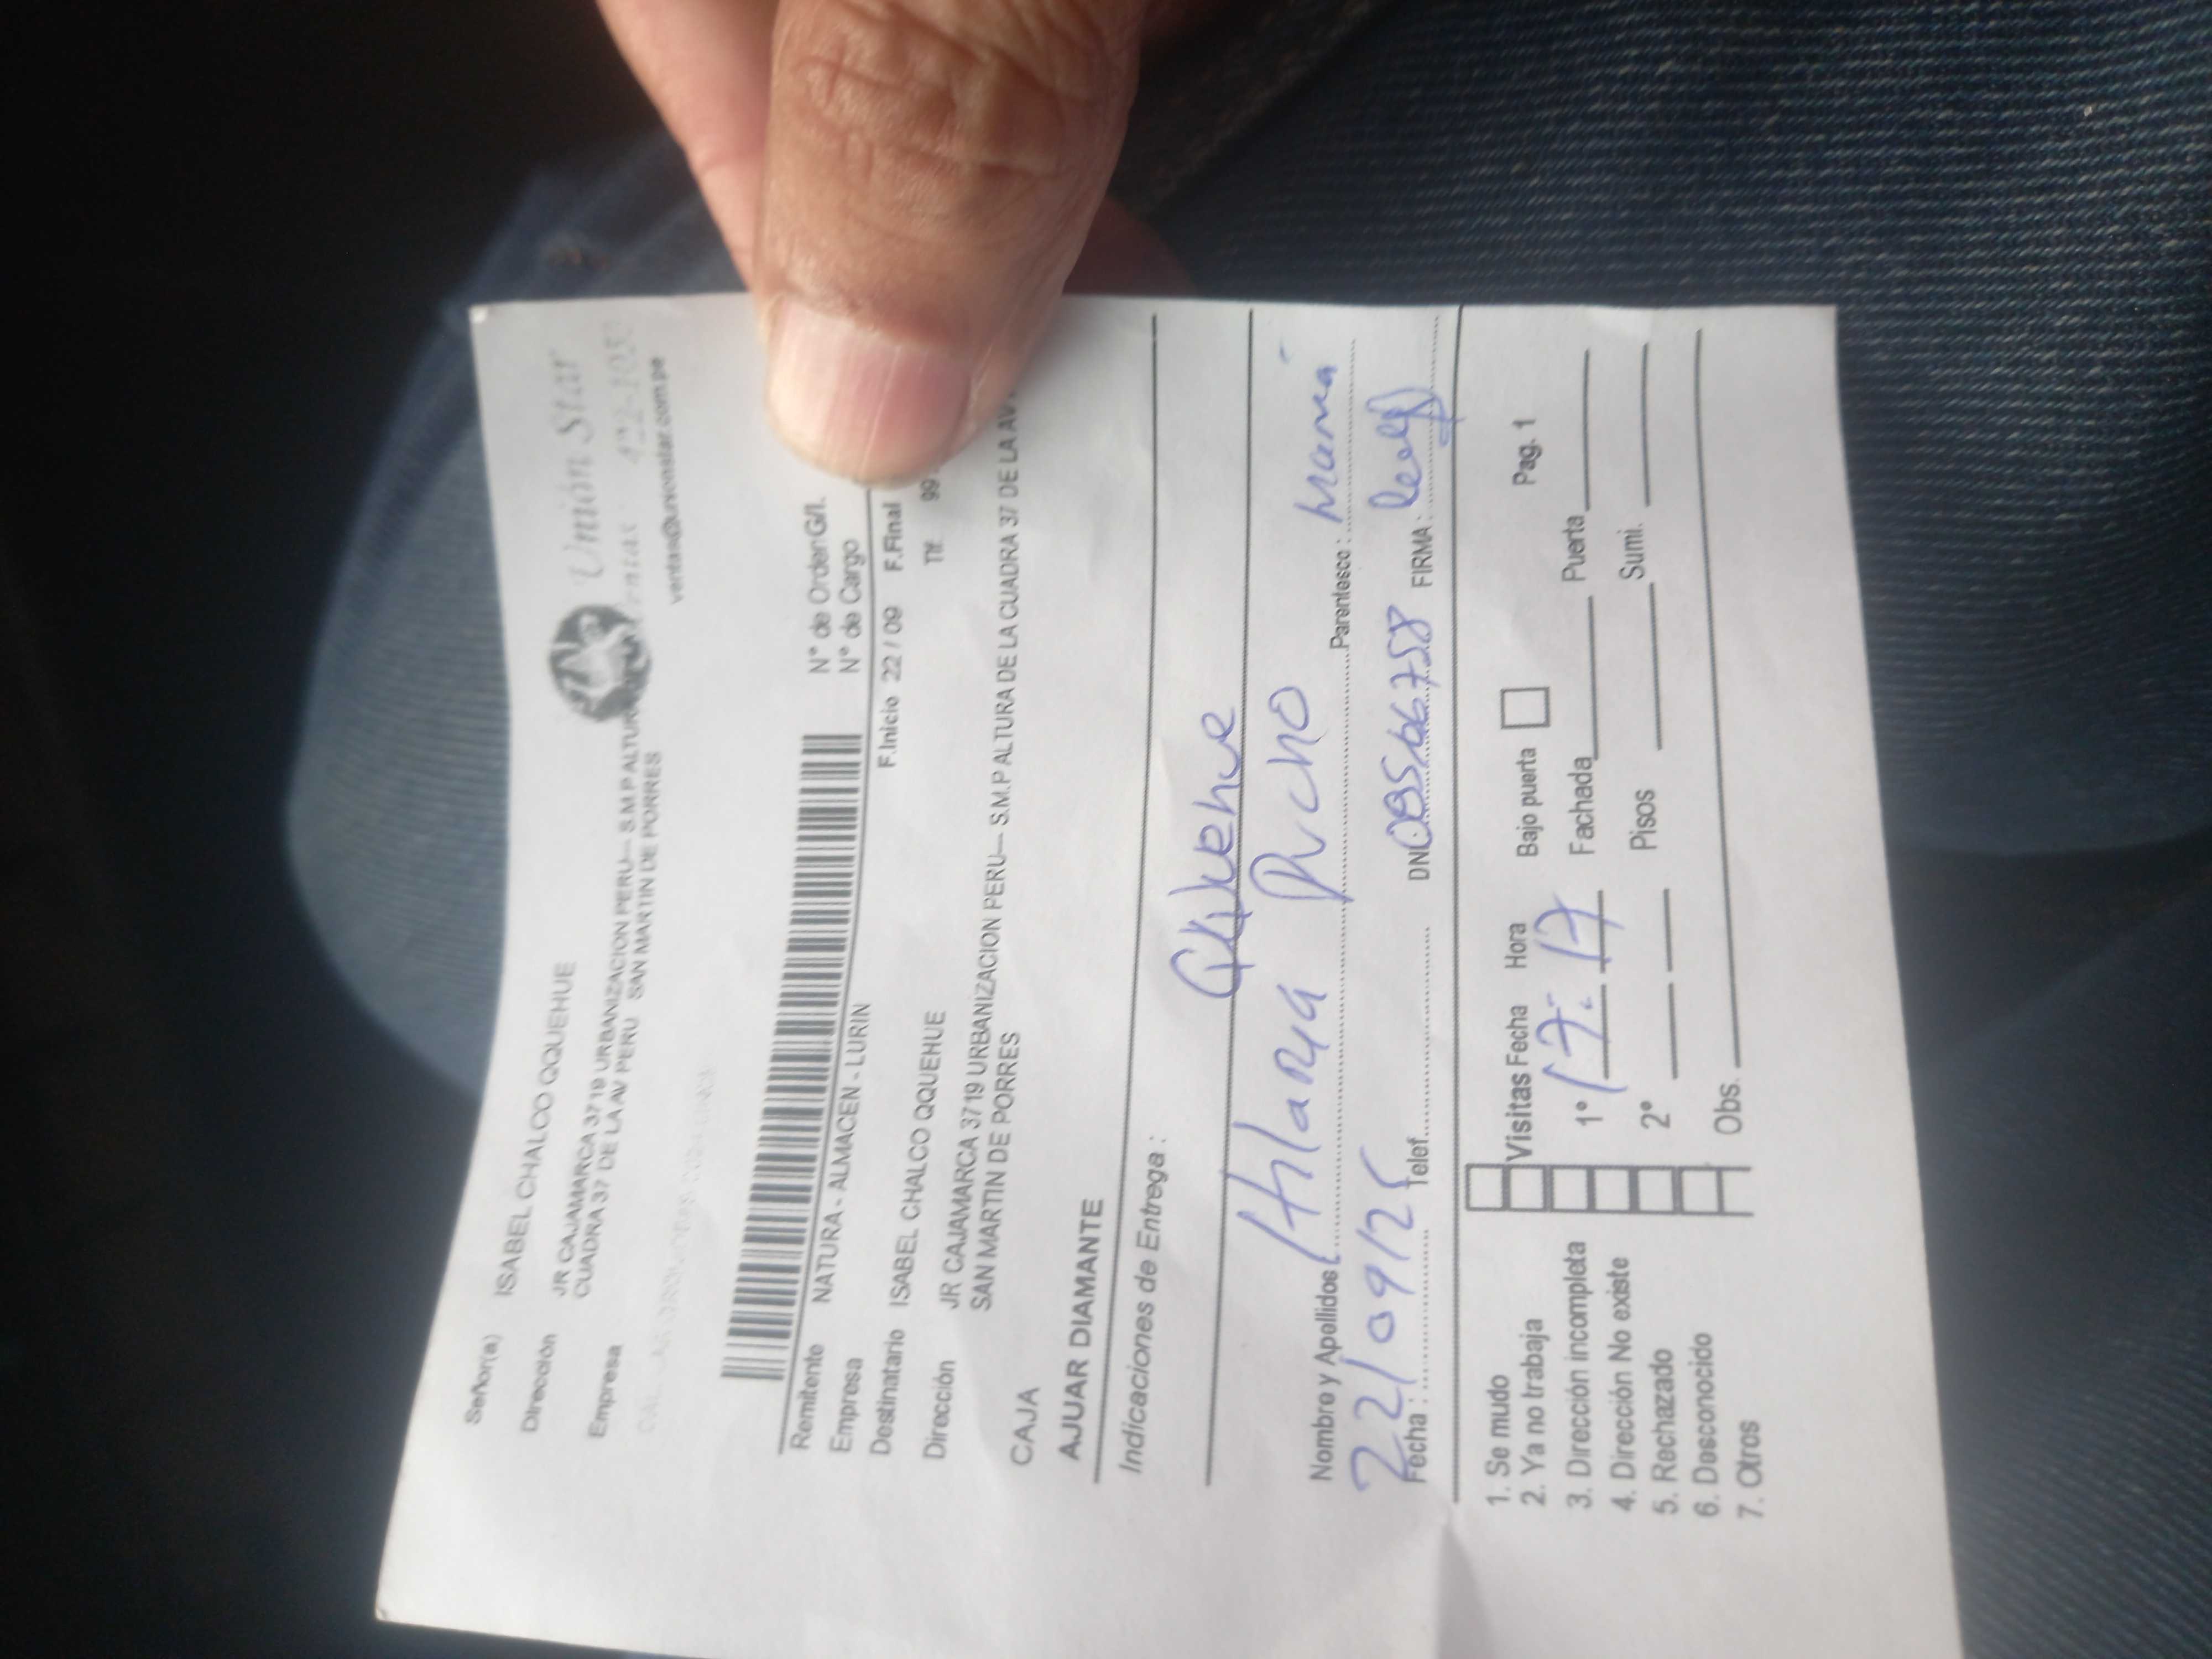 Señor(a) ISABEL CHALCO QQUEHUE
Unión Star
Dirección JR CAJAMARCA 3719 URBANIZACION PERU-- S.M.P ALTURA
CUADRA 37 DE LA AV PERU SAN MARTIN DE PORRES
Empresa
ventas@unionstar.com.pe
Remitente NATURA - ALMACEN - LURIN N° de Orden G/I.
Empresa N° de Cargo
Destinatario ISABEL CHALCO QQUEHUE F.Inicio 22 / 09 F.Final
Dirección JR CAJAMARCA 3719 URBANIZACION PERU-- S.M.P ALTURA DE LA CUADRA 37 DE LA AV
SAN MARTIN DE PORRES
Tlf. 99
CAJA
AJUAR DIAMANTE
Indicaciones de Entrega :
Nombre y Apellidos Parentesco : Mamá
Fecha : 22/09/25 Telef. DNI: 08566758 FIRMA :
1. Se mudo
2. Ya no trabaja
3. Dirección incompleta
4. Dirección No existe
5. Rechazado
6. Desconocido
7. Otros
Visitas Fecha Hora Bajo puerta Pag. 1
1° 17: 17 Fachada Puerta
2° Pisos Sumi.
Obs.